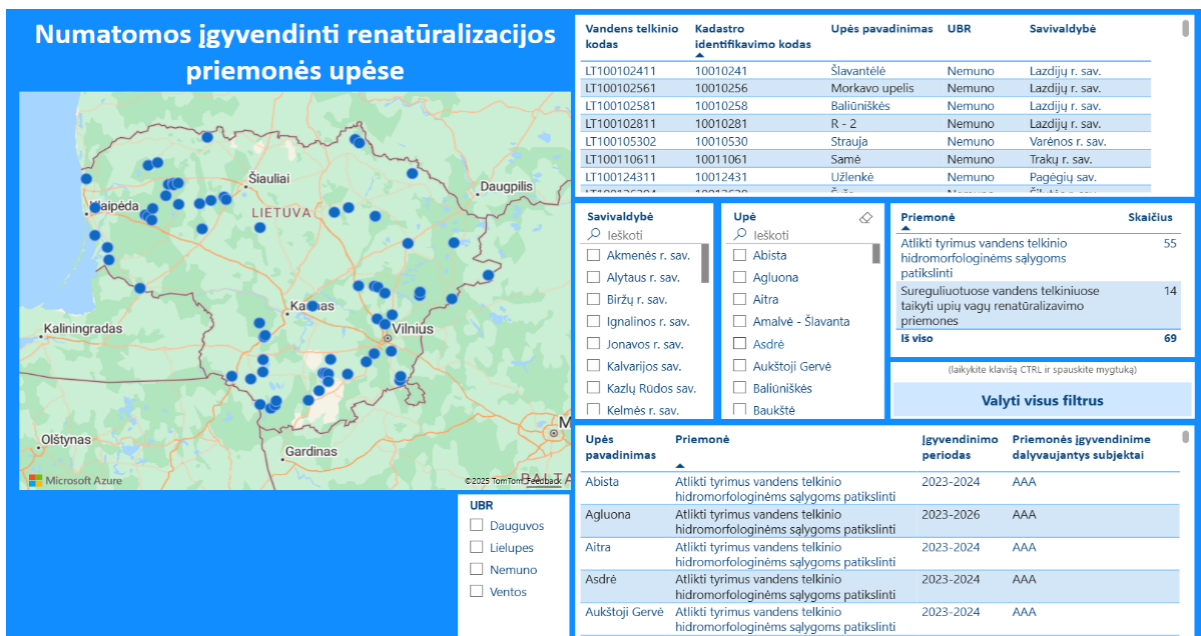 Numatomos įgyvendinti renatūralizacijos
priemonės upėse
Šiauliai
Daugpilis
Klaipėda
LIETUVA
Kaunas
Kaliningradas
Vilnius
Olštynas
Gardinas
M
BALTA
Microsoft Azure
©2025 TomTom Feedback
UBR
Dauguvos
Lielupes
Nemuno
Ventos
Vandens telkinio kodas Kadastro identifikavimo kodas Upės pavadinimas UBR Savivaldybė
LT100102411 10010241 Šlavantėlė Nemuno Lazdijų r. sav.
LT100102561 10010256 Morkavo upelis Nemuno Lazdijų r. sav.
LT100102581 10010258 Baliūniškės Nemuno Lazdijų r. sav.
LT100102811 10010281 R - 2 Nemuno Lazdijų r. sav.
LT100105302 10010530 Strauja Nemuno Varėnos r. sav.
LT100110611 10011061 Samė Nemuno Trakų r. sav.
LT100124311 10012431 Užlenkė Nemuno Pagėgių sav.
Savivaldybė
Ieškoti
Akmenės r. sav.
Alytaus r. sav.
Biržų r. sav.
Ignalinos r. sav.
Jonavos r. sav.
Kalvarijos sav.
Kazlų Rūdos sav.
Kelmės r. sav.
Upė
Ieškoti
Abista
Agluona
Aitra
Amalvė - Šlavanta
Asdrė
Aukštoji Gervė
Baliūniškės
Baukštė
Priemonė Skaičius
Atlikti tyrimus vandens telkinio 55
hidromorfologinėms sąlygoms
patikslinti
Sureguliuotuose vandens telkiniuose 14
taikyti upių vagų renatūralizavimo
priemones
Iš viso 69
(laikykite klavišą CTRL ir spauskite mygtuką)
Valyti visus filtrus
Upės pavadinimas Priemonė Įgyvendinimo periodas Priemonės įgyvendinime dalyvaujantys subjektai
Abista Atlikti tyrimus vandens telkinio 2023-2024 AAA
hidromorfologinėms sąlygoms patikslinti
Agluona Atlikti tyrimus vandens telkinio 2023-2026 AAA
hidromorfologinėms sąlygoms patikslinti
Aitra Atlikti tyrimus vandens telkinio 2023-2024 AAA
hidromorfologinėms sąlygoms patikslinti
Asdrė Atlikti tyrimus vandens telkinio 2023-2024 AAA
hidromorfologinėms sąlygoms patikslinti
Aukštoji Gervė Atlikti tyrimus vandens telkinio 2023-2024 AAA
hidromorfologinėms sąlygoms patikslinti